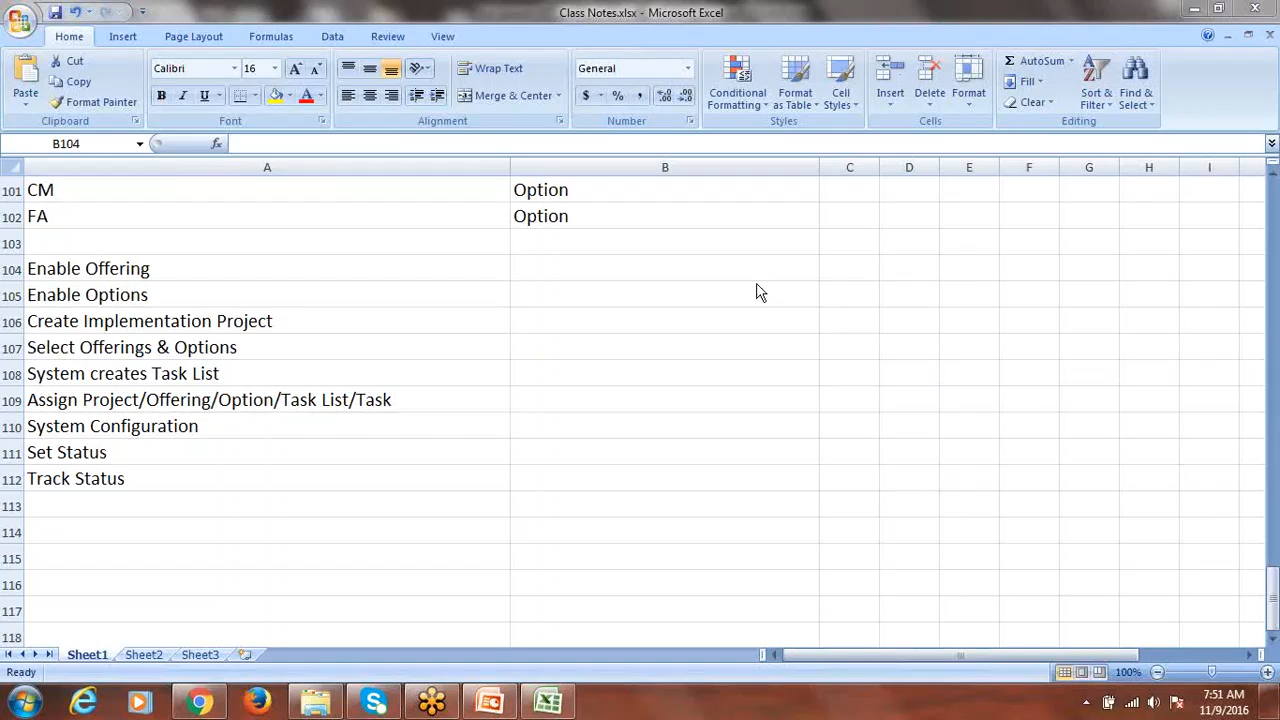 Class Notes.xlsx - Microsoft Excel
Home Insert Page Layout Formulas Data Review View
Paste
Cut
Copy
Format Painter
Clipboard
Calibri 16
B I U
Font
Wrap Text
Merge & Center
Alignment
General
$ % ,
Number
Conditional Formatting
Format as Table
Cell Styles
Styles
Insert
Delete
Format
Cells
AutoSum
Fill
Clear
Sort & Filter
Find & Select
Editing
B104 fx
A B C D E F G H I
101 CM Option
102 FA Option
103
104 Enable Offering
105 Enable Options
106 Create Implementation Project
107 Select Offerings & Options
108 System creates Task List
109 Assign Project/Offering/Option/Task List/Task
110 System Configuration
111 Set Status
112 Track Status
113
114
115
116
117
118
Sheet1 Sheet2 Sheet3
Ready 100%
7:51 AM
11/9/2016